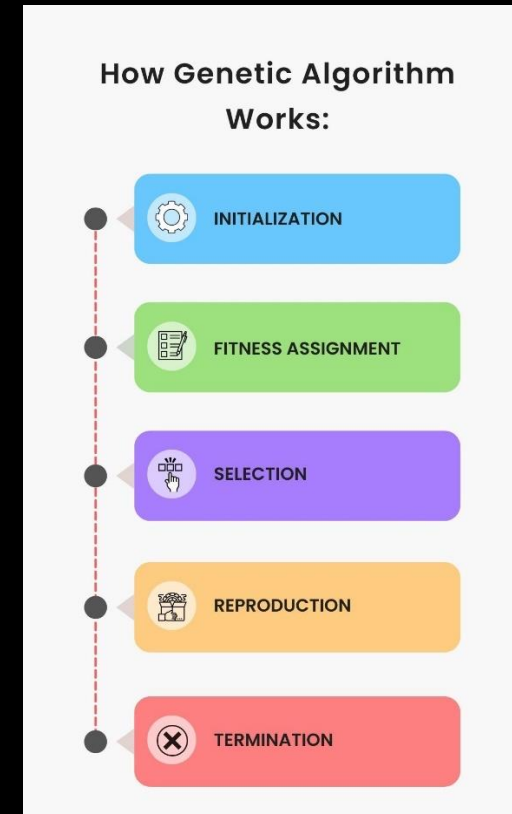 How Genetic Algorithm
Works:
INITIALIZATION
FITNESS ASSIGNMENT
SELECTION
REPRODUCTION
TERMINATION